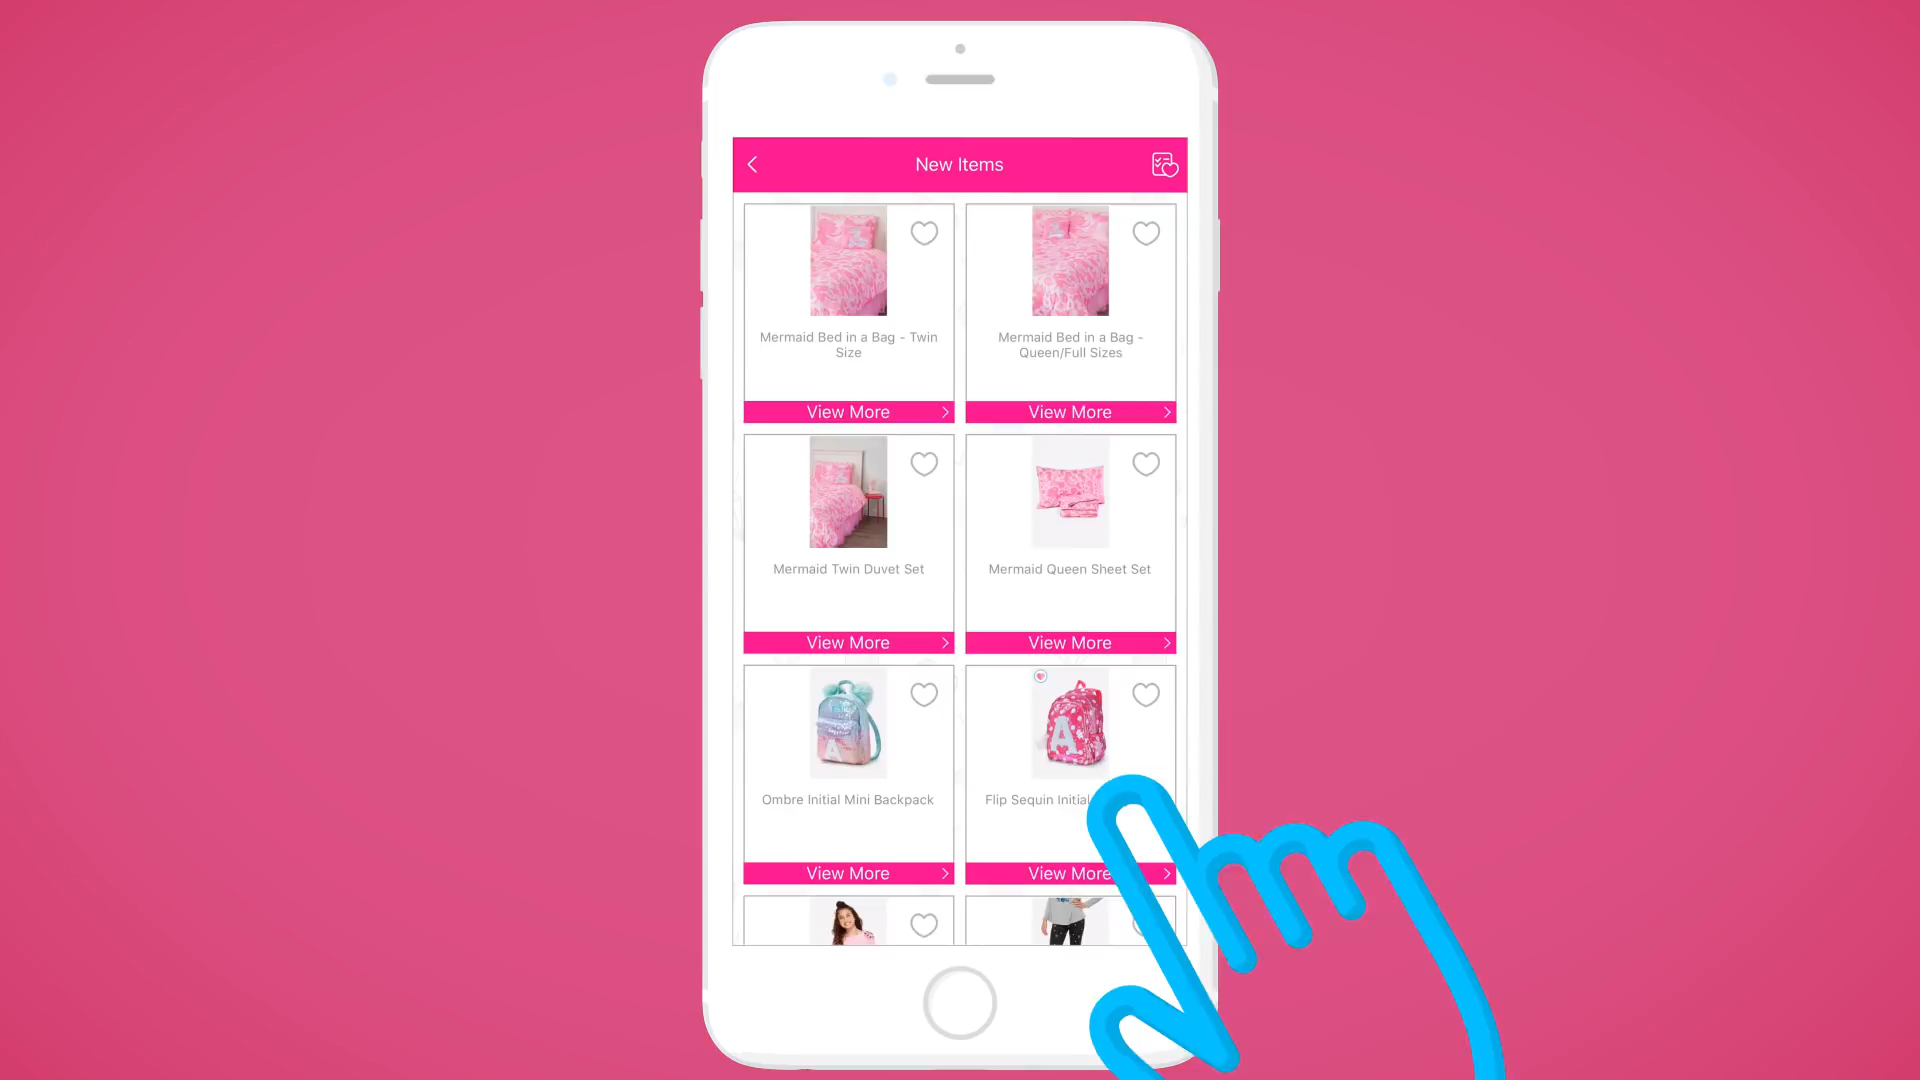 New Items
Mermaid Bed in a Bag - Twin
Size
Mermaid Bed in a Bag -
Queen/Full Sizes
View More
View More
Mermaid Twin Duvet Set
Mermaid Queen Sheet Set
View More
View More
A
A
Ombre Initial Mini Backpack
Flip Sequin Initial
View More
View More